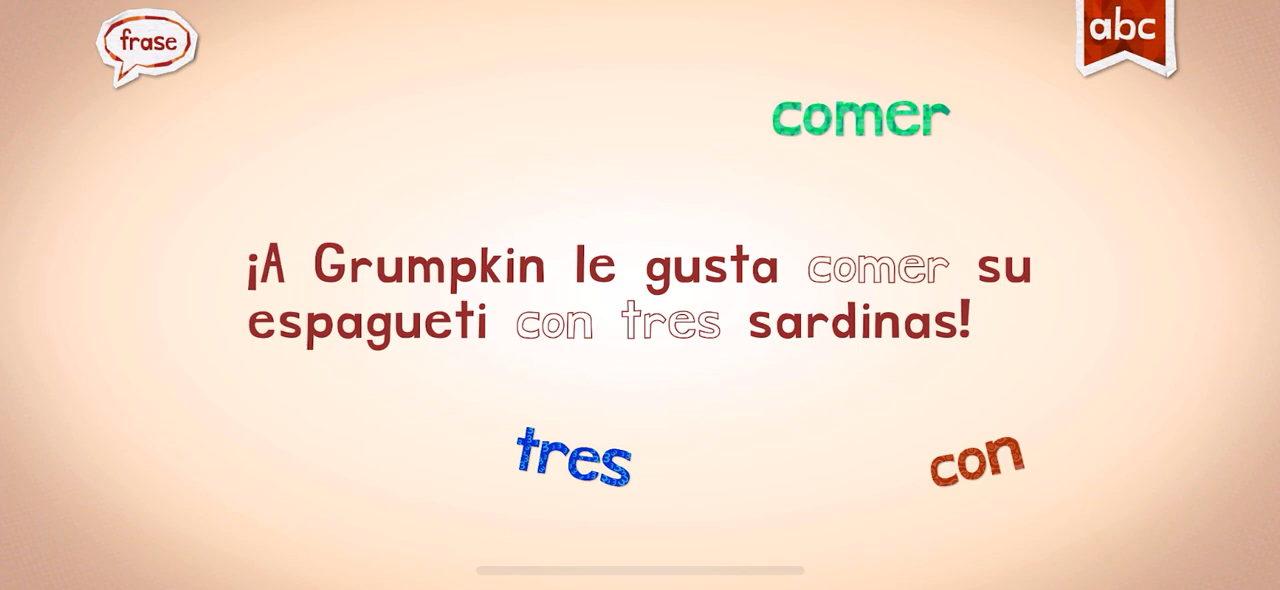 frase
abc
comer
¡A Grumpkin le gusta comer su
espagueti con tres sardinas!
tres
con